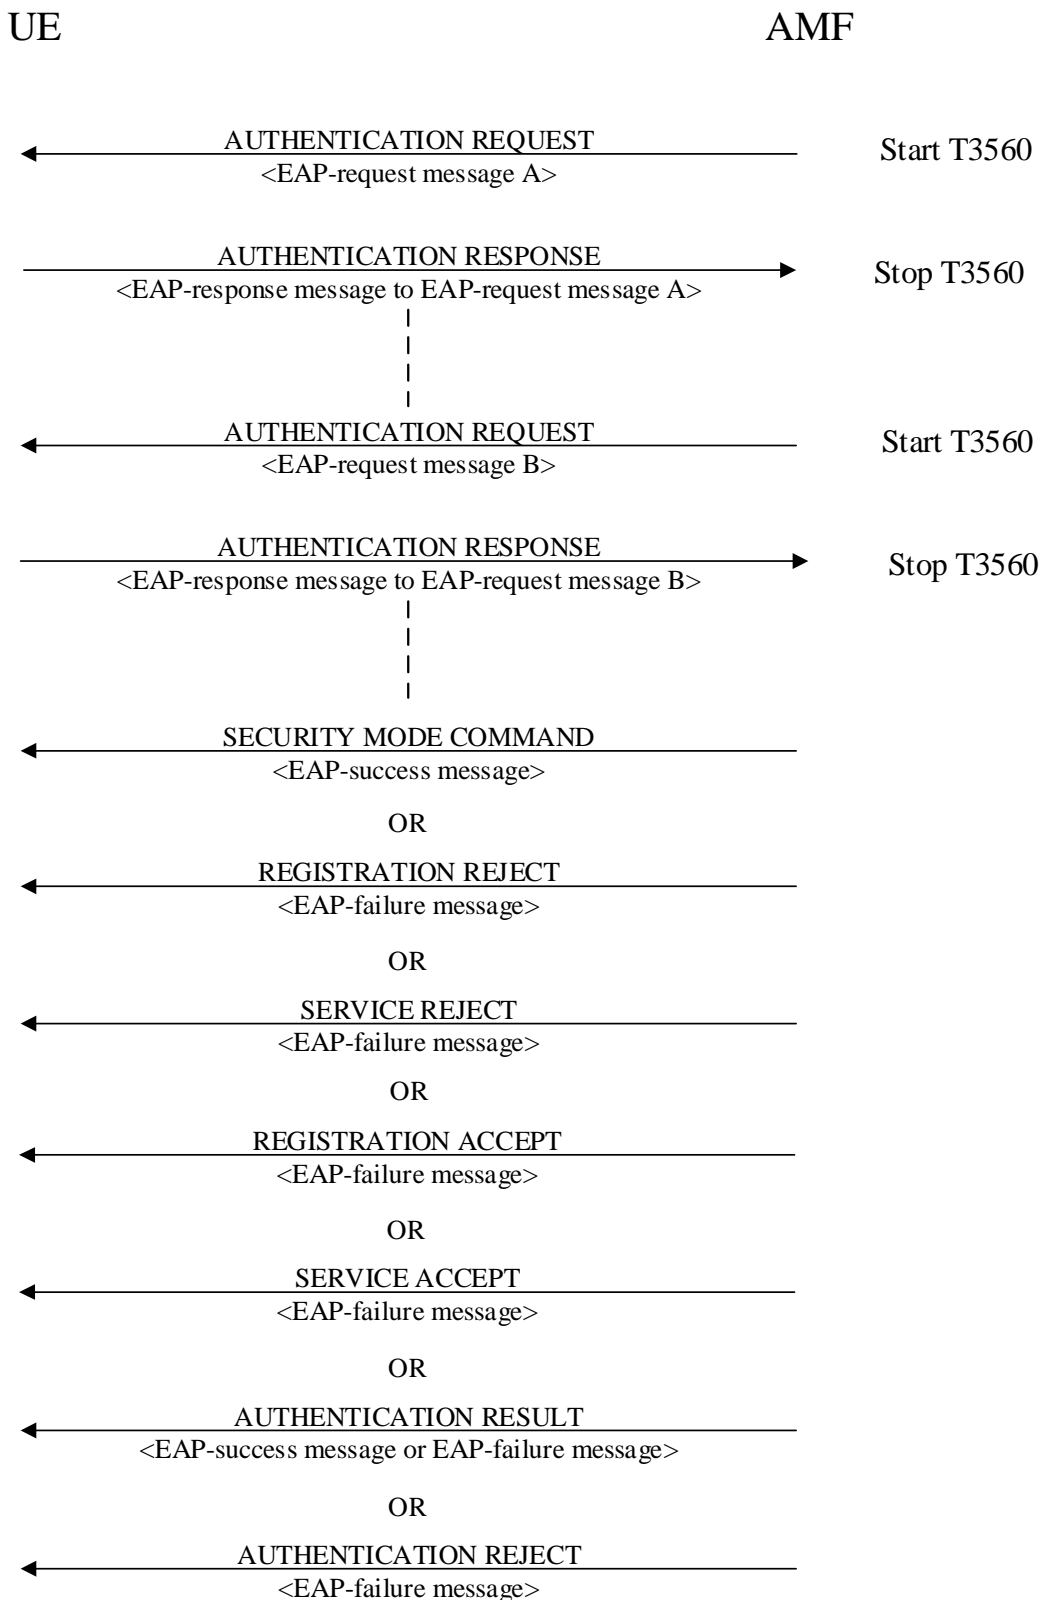 UE AMF
AUTHENTICATION REQUEST
Start T3560
<EAP-request message A>
AUTHENTICATION RESPONSE
Stop T3560
<EAP-response message to EAP-request message A>
AUTHENTICATION REQUEST
Start T3560
<EAP-request message B>
AUTHENTICATION RESPONSE
Stop T3560
<EAP-response message to EAP-request message B>
SECURITY MODE COMMAND
<EAP-success message>
OR
REGISTRATION REJECT
<EAP-failure message>
OR
SERVICE REJECT
<EAP-failure message>
OR
REGISTRATION ACCEPT
<EAP-failure message>
OR
SERVICE ACCEPT
<EAP-failure message>
OR
AUTHENTICATION RESULT
<EAP-success message or EAP-failure message>
OR
AUTHENTICATION REJECT
<EAP-failure message>